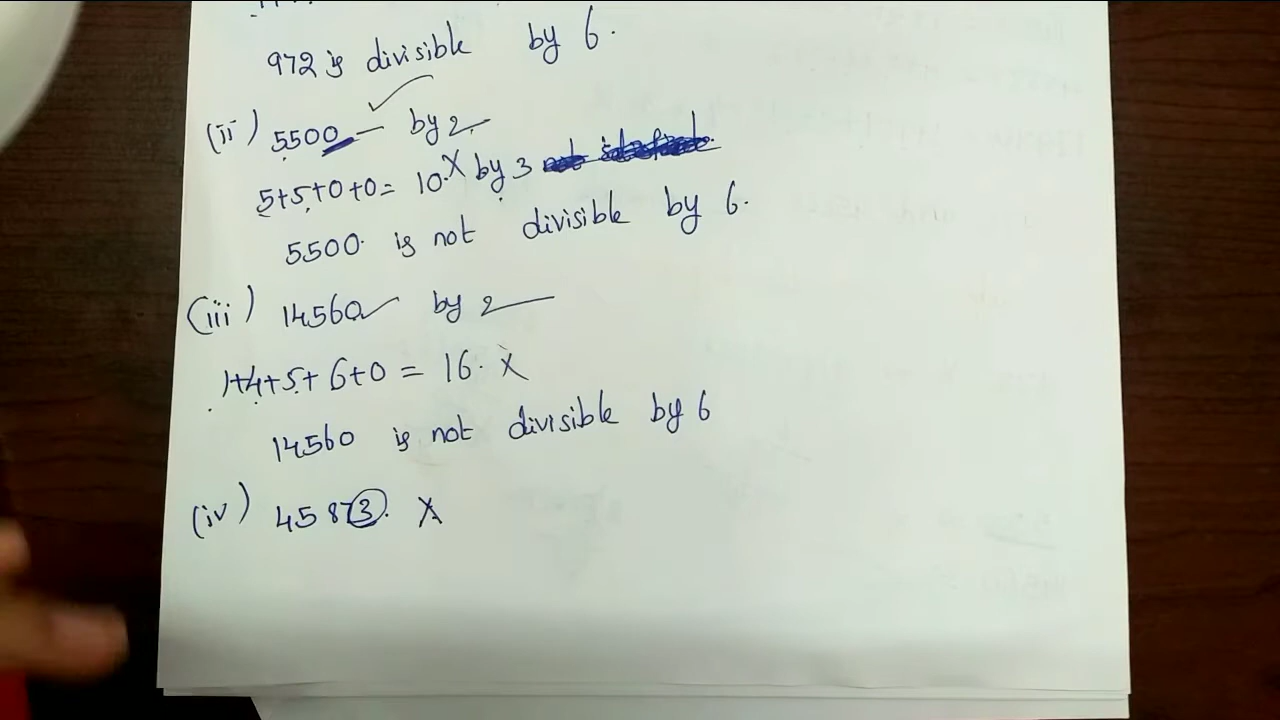 972 is divisible by 6.
(ii) 5500 — by 2
5+5+0+0= 10. X by 3
5500 is not divisible by 6.
(iii) 14560 by 2
1+4+5+6+0 = 16. X
14560 is not divisible by 6
(iv) 45873. X